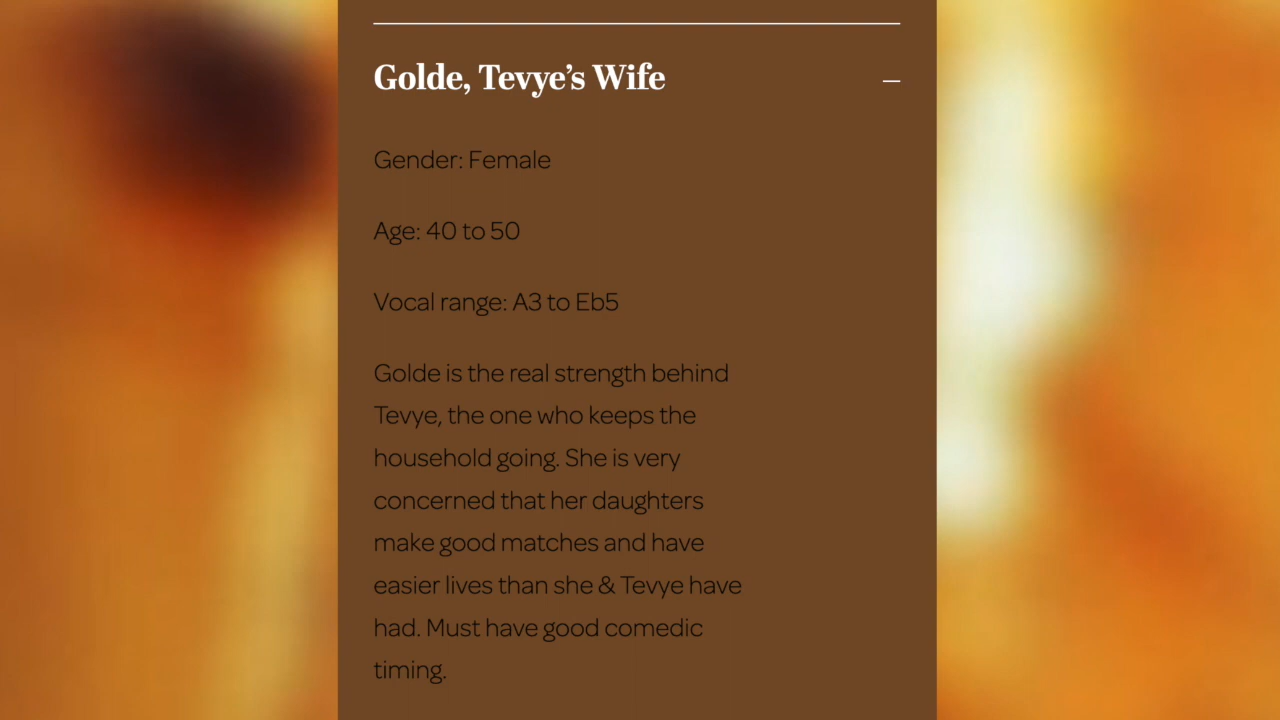 Golde, Tevye’s Wife
Gender: Female
Age: 40 to 50
Vocal range: A3 to Eb5
Golde is the real strength behind
Tevye, the one who keeps the
household going. She is very
concerned that her daughters
make good matches and have
easier lives than she & Tevye have
had. Must have good comedic
timing.